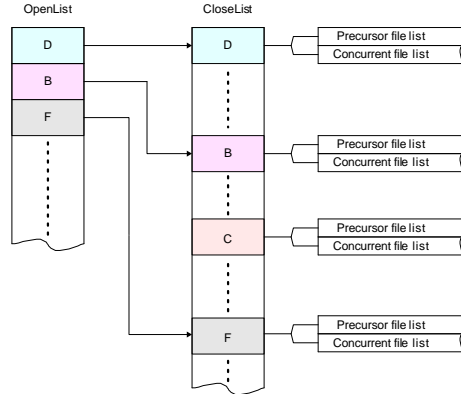 OpenList
CloseList
D
D
Precursor file list
Concurrent file list
B
F
B
Precursor file list
Concurrent file list
C
Precursor file list
Concurrent file list
F
Precursor file list
Concurrent file list